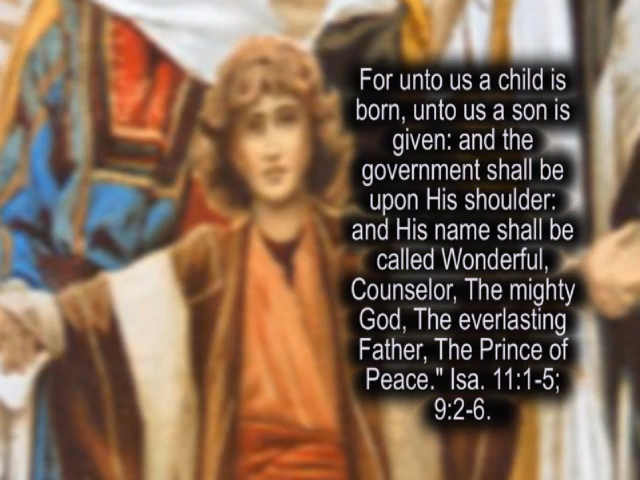 For unto us a child is
born, unto us a son is
given: and the
government shall be
upon His shoulder:
and His name shall be
called Wonderful,
Counselor, The mighty
God, The everlasting
Father, The Prince of
Peace." Isa. 11:1-5;
9:2-6.